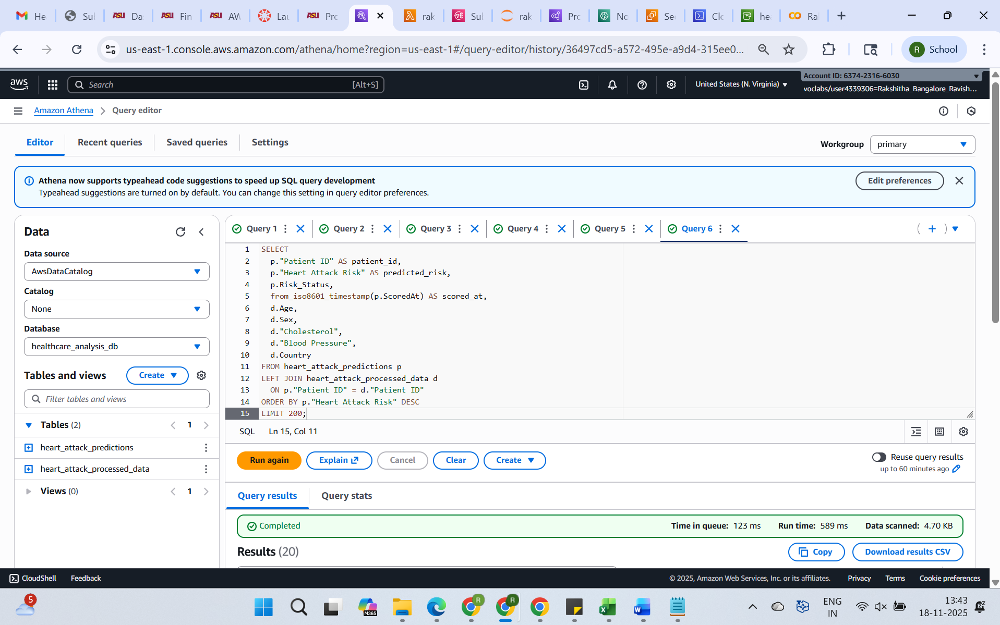 He
Sul
ASU Da
ASU Fin
ASU AW
Lau
ASU Pro
rak
Sul
rak
Pro
No
Sec
Clo
he
Ra
us-east-1.console.aws.amazon.com/athena/home?region=us-east-1#/query-editor/history/36497cd5-a572-495e-a9d4-315ee0...
R School
aws
Search [Alt+S]
United States (N. Virginia)
Account ID: 6374-2316-6030
voclabs/user4339306=Rakshitha_Bangalore_Ravish...
Amazon Athena
Query editor
Editor
Recent queries
Saved queries
Settings
Workgroup
primary
Athena now supports typeahead code suggestions to speed up SQL query development
Typeahead suggestions are turned on by default. You can change this setting in query editor preferences.
Edit preferences
Data
Data source
AwsDataCatalog
Catalog
None
Database
healthcare_analysis_db
Tables and views
Create
Filter tables and views
Tables (2)
1
heart_attack_predictions
heart_attack_processed_data
Views (0)
1
Query 1
Query 2
Query 3
Query 4
Query 5
Query 6
1 SELECT
2 p."Patient ID" AS patient_id,
3 p."Heart Attack Risk" AS predicted_risk,
4 p.Risk_Status,
5 from_iso8601_timestamp(p.ScoredAt) AS scored_at,
6 d.Age,
7 d.Sex,
8 d."Cholesterol",
9 d."Blood Pressure",
10 d.Country
11 FROM heart_attack_predictions p
12 LEFT JOIN heart_attack_processed_data d
13 ON p."Patient ID" = d."Patient ID"
14 ORDER BY p."Heart Attack Risk" DESC
15 LIMIT 200;
SQL Ln 15, Col 11
Run again
Explain
Cancel
Clear
Create
Reuse query results
up to 60 minutes ago
Query results
Query stats
Completed
Time in queue: 123 ms
Run time: 589 ms
Data scanned: 4.70 KB
Results (20)
Copy
Download results CSV
CloudShell
Feedback
© 2025, Amazon Web Services, Inc. or its affiliates.
Privacy
Terms
Cookie preferences
5
M365
R
R
ENG
IN
13:43
18-11-2025